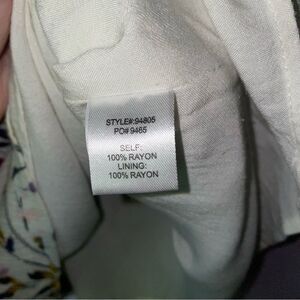 STYLE#:94805
PO# 9465
SELF:
100% RAYON
LINING:
100% RAYON